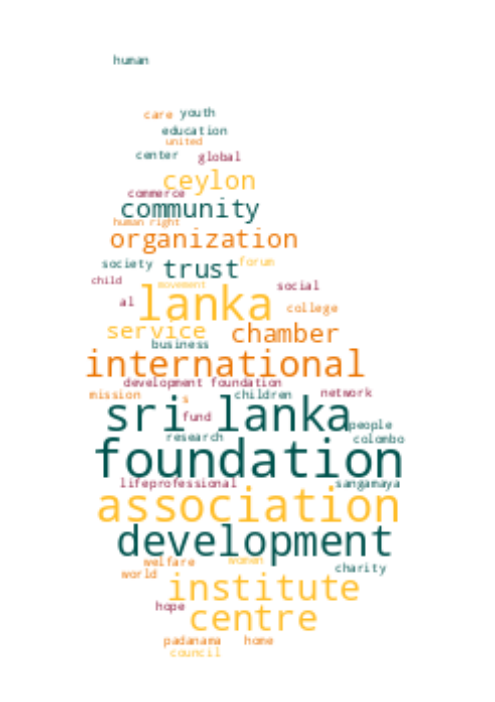 human
care youth
education
united
center global
ceylon
commerce
community
human right
organization
society trust forum
child movement social
al lanka college
service chamber
business
international
development foundation
mission s children network
sri lanka
fund people
research colombo
foundation
lifeprofessional sangamaya
association
development
welfare women
world charity
institute
hope centre
padanama home
council